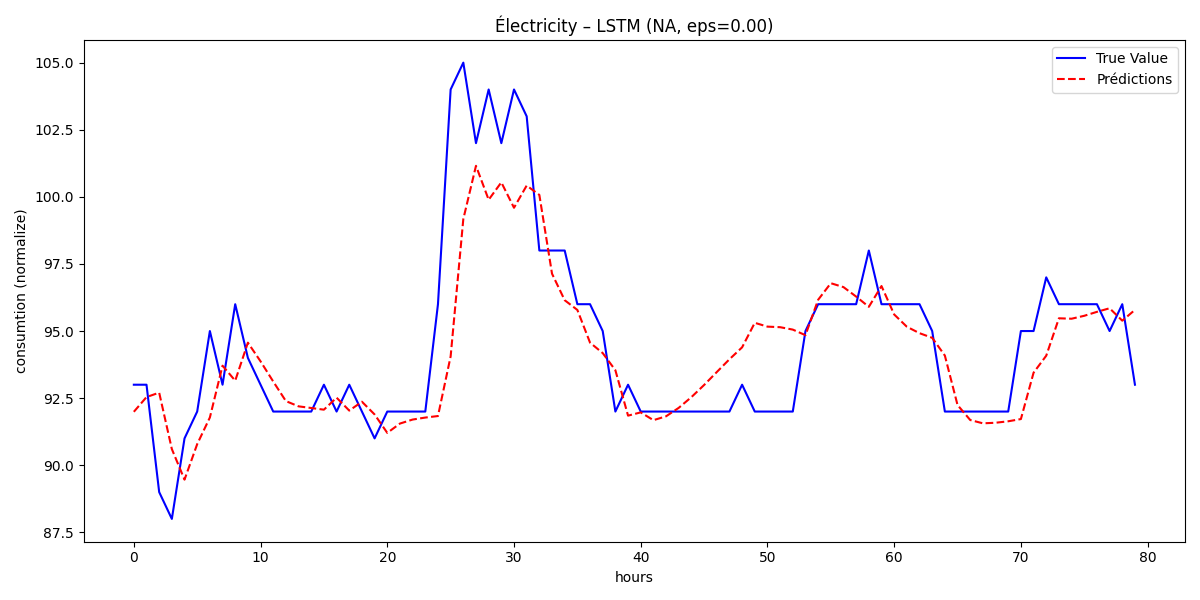 Électricity – LSTM (NA, eps=0.00)
True Value
Prédictions
consumtion (normalize)
105.0
102.5
100.0
97.5
95.0
92.5
90.0
87.5
0 10 20 30 40 50 60 70 80
hours